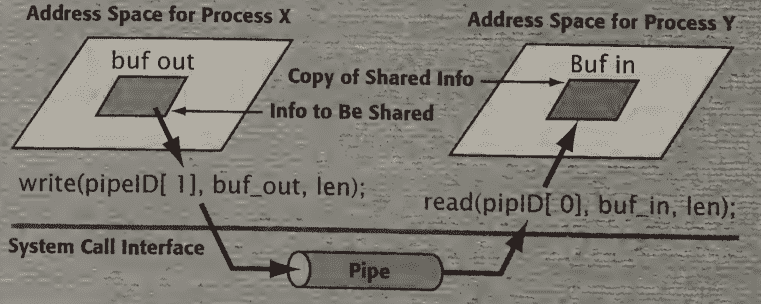 Address Space for Process X
Address Space for Process Y
buf out
Buf in
Copy of Shared Info
Info to Be Shared
write(pipeID[ 1], buf_out, len);
read(pipID[ 0], buf_in, len);
System Call Interface
Pipe